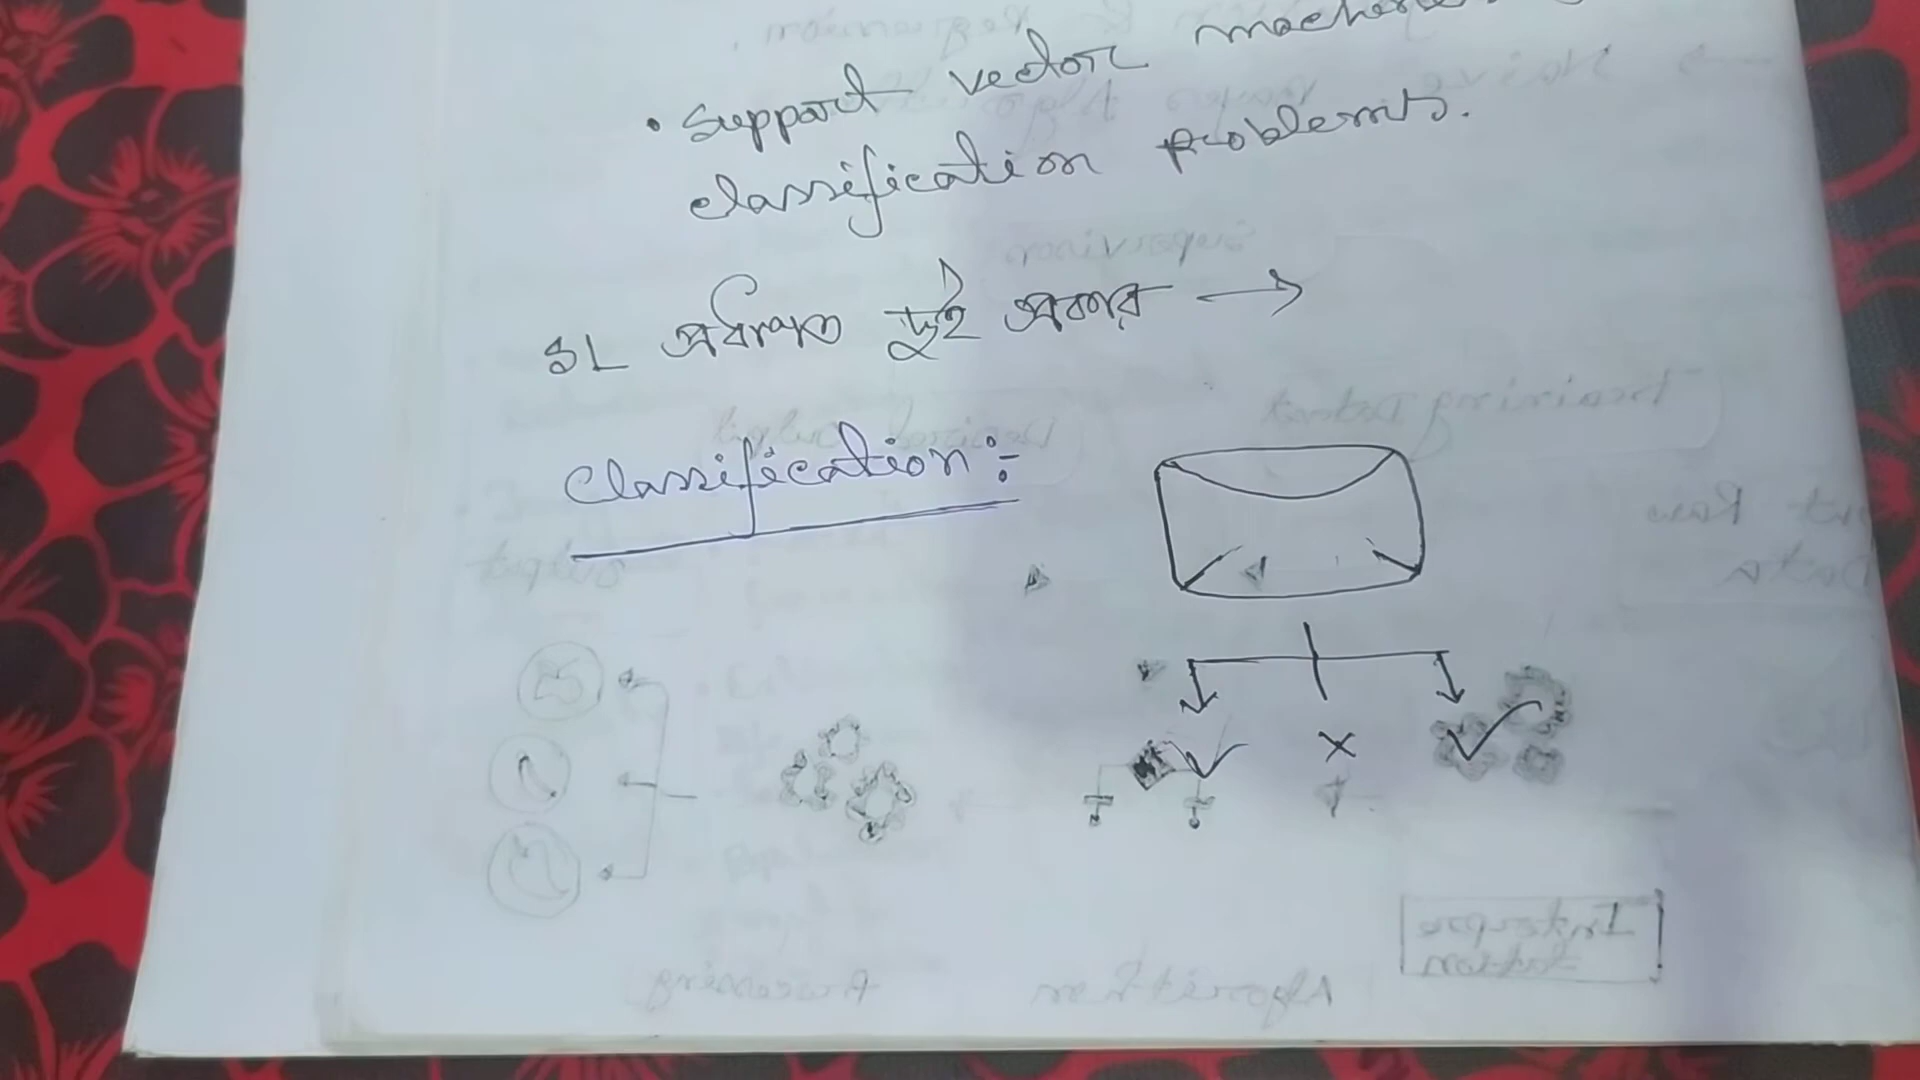 • Support vector machine
classification problems.
SL প্রধানত দুই প্রকার →
Classification :-